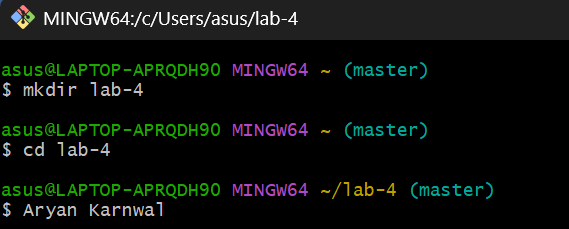 MINGW64:/c/Users/asus/lab-4
asus@LAPTOP-APRQDH90 MINGW64 ~ (master)
$ mkdir lab-4
asus@LAPTOP-APRQDH90 MINGW64 ~ (master)
$ cd lab-4
asus@LAPTOP-APRQDH90 MINGW64 ~/lab-4 (master)
$ Aryan Karnwal